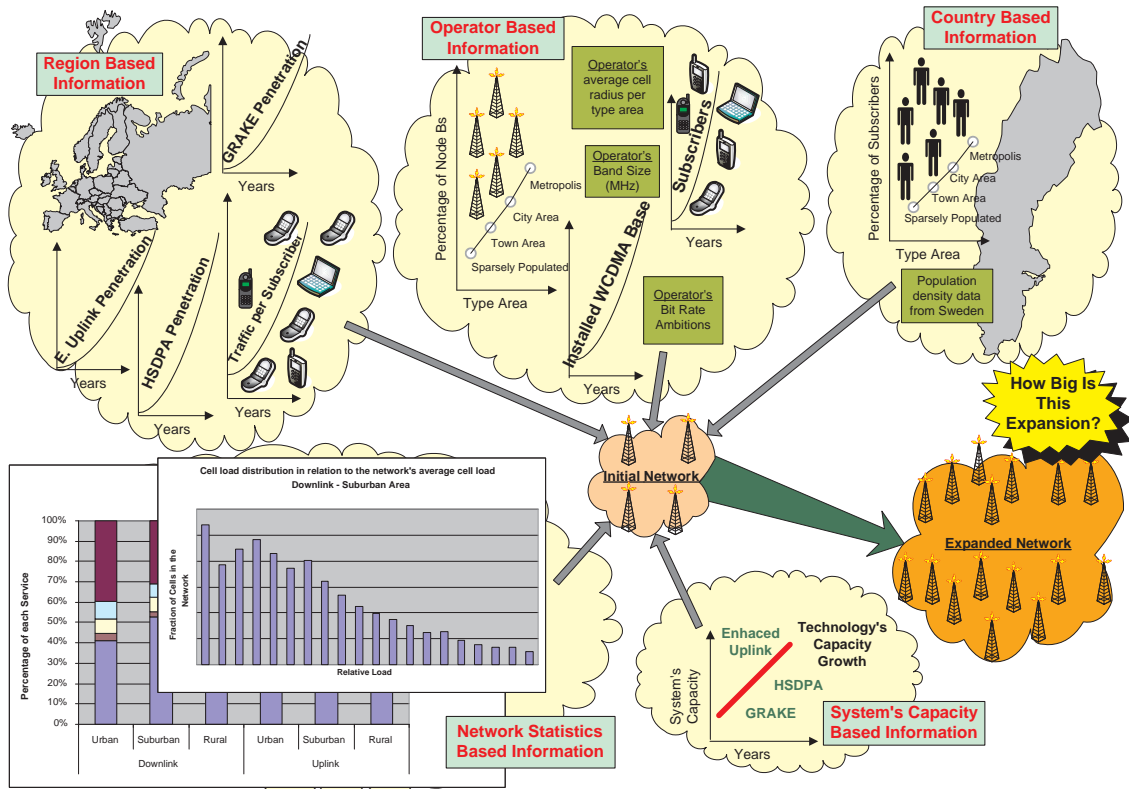 Region Based
Information
GRAKE Penetration
Years
E. Uplink Penetration
Years
HSDPA Penetration
Years
Traffic per Subscriber
Years
Operator Based
Information
Percentage of Node Bs
Metropolis
City Area
Town Area
Sparsely Populated
Type Area
Operator's
average cell
radius per
type area
Operator's
Band Size
(MHz)
Subscribers
Years
Installed WCDMA Base
Years
Operator's
Bit Rate
Ambitions
Country Based
Information
Percentage of Subscribers
Metropolis
City Area
Town Area
Sparsely Populated
Type Area
Population
density data
from Sweden
How Big Is
This
Expansion?
Initial Network
Expanded Network
Cell load distribution in relation to the network's average cell load
Downlink - Suburban Area
Fraction of Cells in the
Network
Relative Load
Percentage of each Service
100%
90%
80%
70%
60%
50%
40%
30%
20%
10%
0%
Urban
Suburban
Rural
Urban
Suburban
Rural
Downlink
Uplink
Network Statistics
Based Information
System's
Capacity
Enhaced
Uplink
Technology's
Capacity
Growth
HSDPA
GRAKE
Years
System's Capacity
Based Information